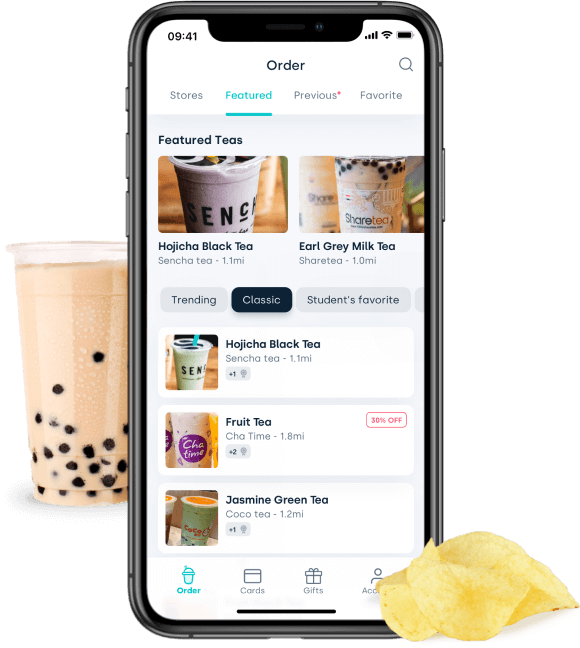 09:41
Order
Stores Featured Previous* Favorite
Featured Teas
SENC
Sharetea
Hojicha Black Tea Earl Grey Milk Tea
Sencha tea - 1.1mi Sharetea - 1.0mi
Trending Classic Student's favorite
Hojicha Black Tea
SEN
Sencha tea - 1.1mi
+1
Fruit Tea 30% OFF
Cha Time - 1.8mi
Cha
time
+2
Jasmine Green Tea
Coco tea - 1.2mi
CoCo
+1
Order Cards Gifts Acco